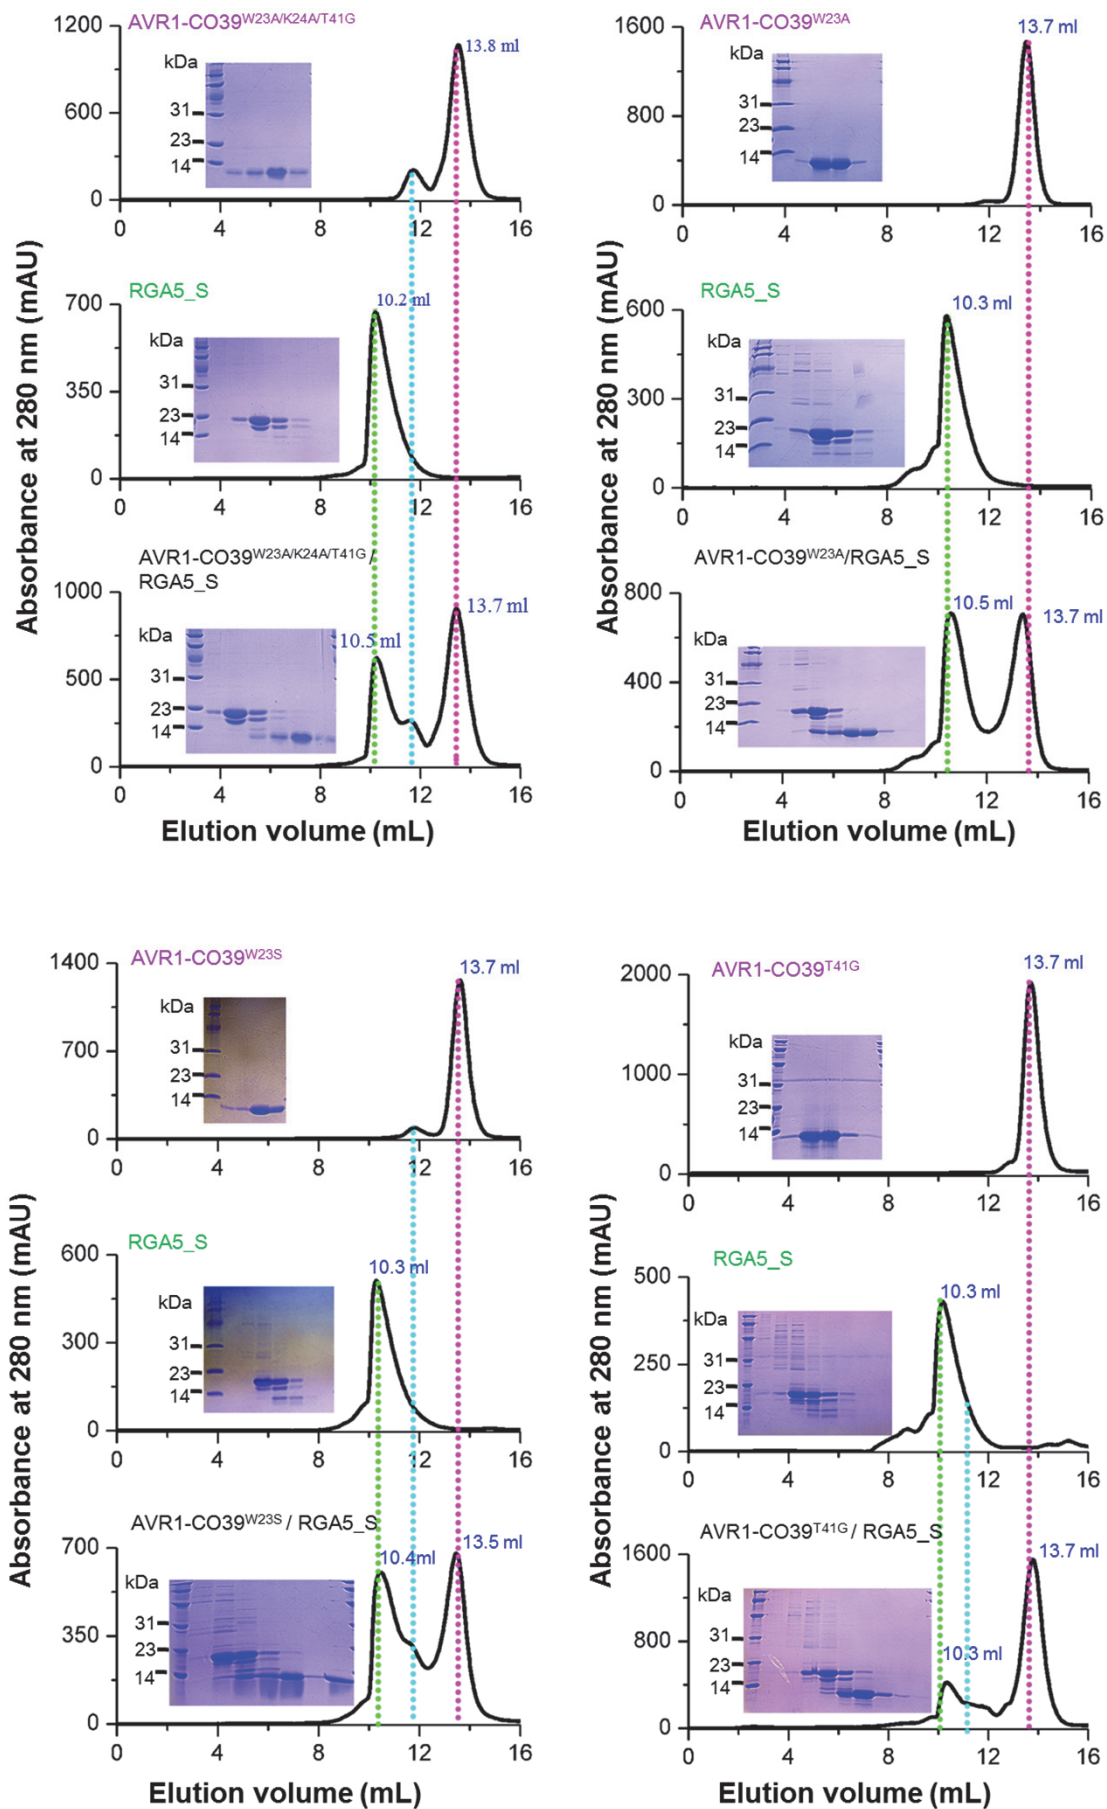 AVR1-CO39W23A/K24A/T41G
1200
600
0
13.8 ml
kDa
31
23
14
0 4 8 12 16
RGA5_S
700
350
0
10.2 ml
kDa
31
23
14
0 4 8 12 16
AVR1-CO39W23A/K24A/T41G /
RGA5_S
1000
500
0
10.5 ml
13.7 ml
kDa
31
23
14
0 4 8 12 16
Absorbance at 280 nm (mAU)
Elution volume (mL)
AVR1-CO39W23A
1600
800
0
13.7 ml
kDa
31
23
14
0 4 8 12 16
RGA5_S
600
300
0
10.3 ml
kDa
31
23
14
0 4 8 12 16
AVR1-CO39W23A/RGA5_S
800
400
0
10.5 ml
13.7 ml
kDa
31
23
14
0 4 8 12 16
Absorbance at 280 nm (mAU)
Elution volume (mL)
AVR1-CO39W23S
1400
700
0
13.7 ml
kDa
31
23
14
0 4 8 12 16
RGA5_S
600
300
0
10.3 ml
kDa
31
23
14
0 4 8 12 16
AVR1-CO39W23S / RGA5_S
700
350
0
10.4ml
13.5 ml
kDa
31
23
14
0 4 8 12 16
Absorbance at 280 nm (mAU)
Elution volume (mL)
AVR1-CO39T41G
2000
1000
0
13.7 ml
kDa
31
23
14
0 4 8 12 16
RGA5_S
500
250
0
10.3 ml
kDa
31
23
14
0 4 8 12 16
AVR1-CO39T41G / RGA5_S
1600
800
0
10.3 ml
13.7 ml
kDa
31
23
14
0 4 8 12 16
Absorbance at 280 nm (mAU)
Elution volume (mL)